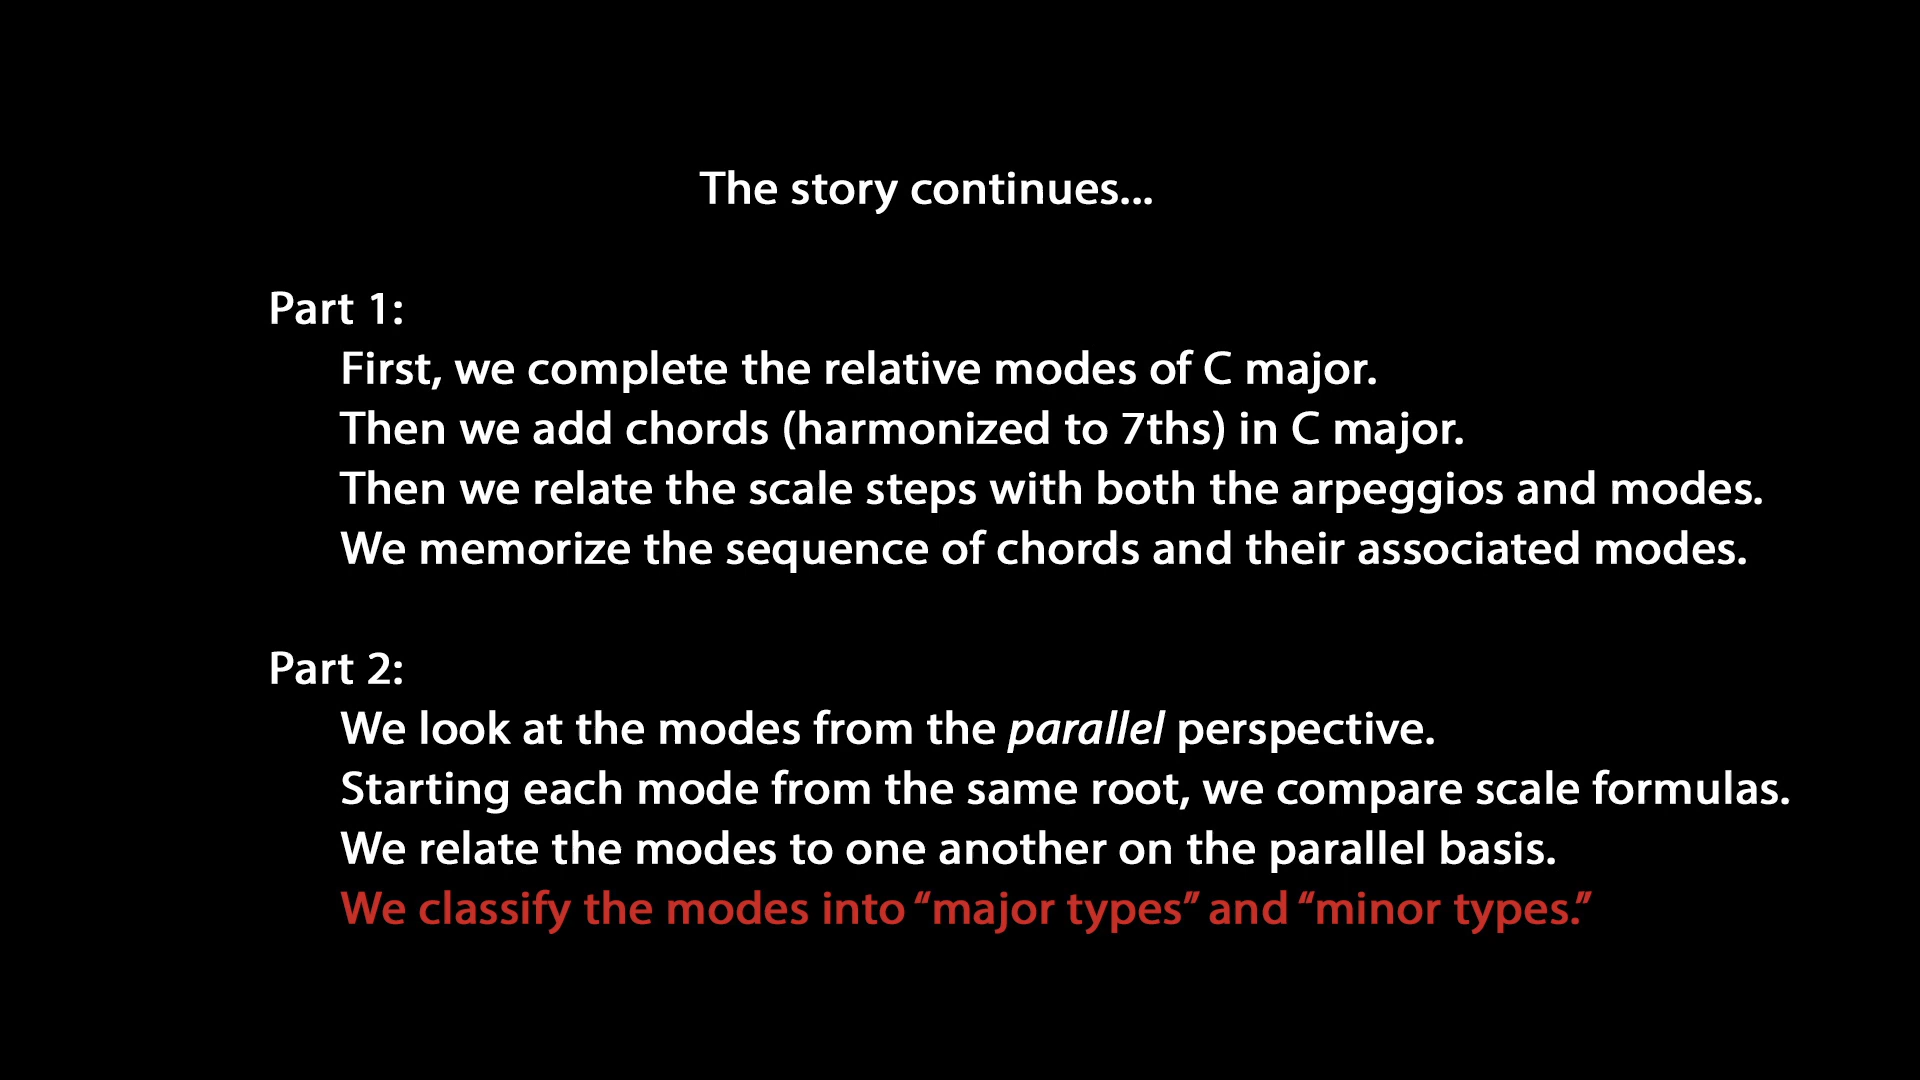 The story continues...
Part 1:
First, we complete the relative modes of C major.
Then we add chords (harmonized to 7ths) in C major.
Then we relate the scale steps with both the arpeggios and modes.
We memorize the sequence of chords and their associated modes.
Part 2:
We look at the modes from the parallel perspective.
Starting each mode from the same root, we compare scale formulas.
We relate the modes to one another on the parallel basis.
We classify the modes into “major types” and “minor types.”